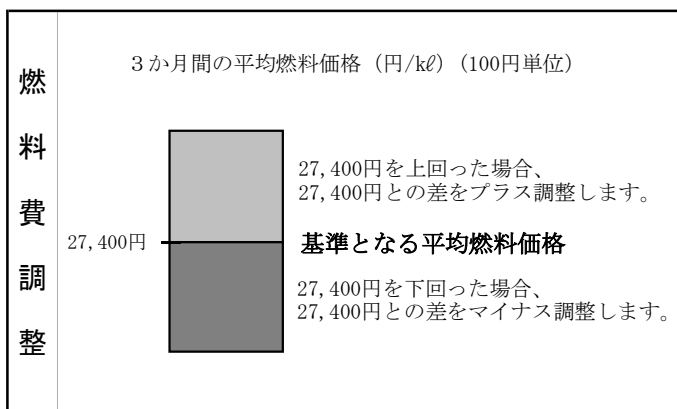 燃料費調整
３か月間の平均燃料価格（円/kℓ）（100円単位）
27,400円を上回った場合、
27,400円との差をプラス調整します。
27,400円
基準となる平均燃料価格
27,400円を下回った場合、
27,400円との差をマイナス調整します。